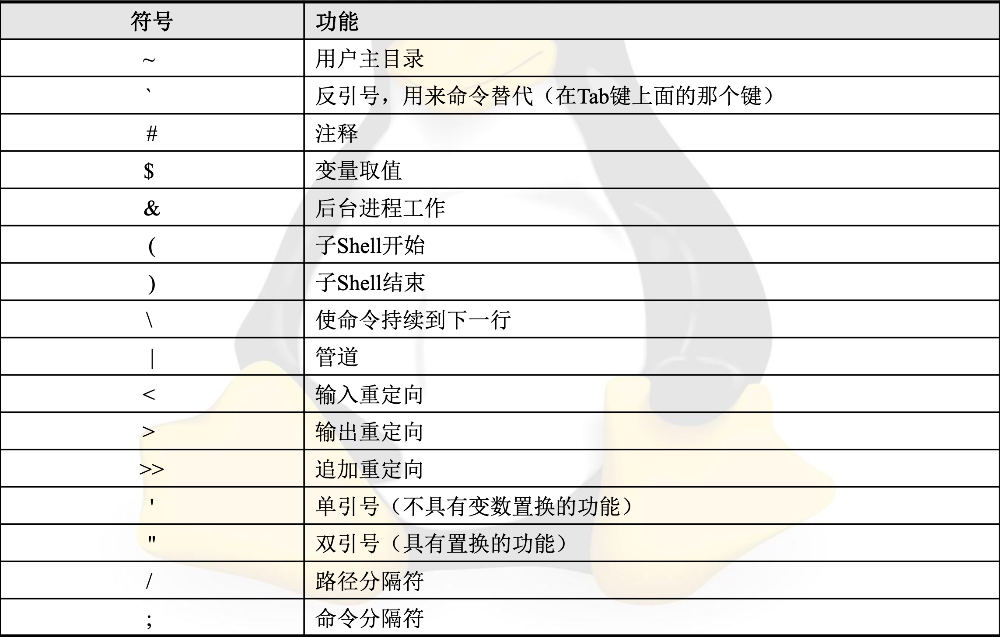 符号 功能
~ 用户主目录
` 反引号，用来命令替代（在Tab键上面的那个键）
# 注释
$ 变量取值
& 后台进程工作
( 子Shell开始
) 子Shell结束
\ 使命令持续到下一行
| 管道
< 输入重定向
> 输出重定向
>> 追加重定向
' 单引号（不具有变数置换的功能）
" 双引号（具有置换的功能）
/ 路径分隔符
; 命令分隔符